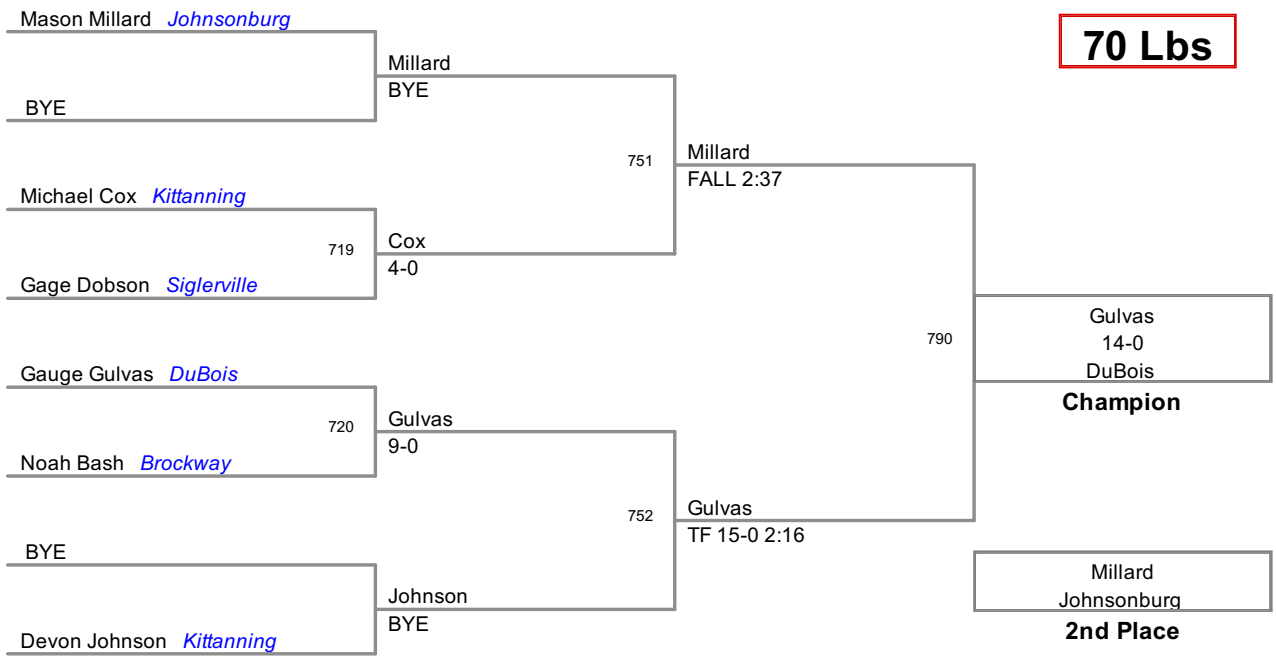 Mason Millard Johnsonburg
70 Lbs
Millard
BYE
BYE
751
Millard
FALL 2:37
Michael Cox Kittanning
719
Cox
4-0
Gage Dobson Siglerville
Gulvas
14-0
DuBois
Champion
790
Gauge Gulvas DuBois
720
Gulvas
9-0
Noah Bash Brockway
752
Gulvas
TF 15-0 2:16
BYE
Johnson
BYE
Devon Johnson Kittanning
Millard
Johnsonburg
2nd Place